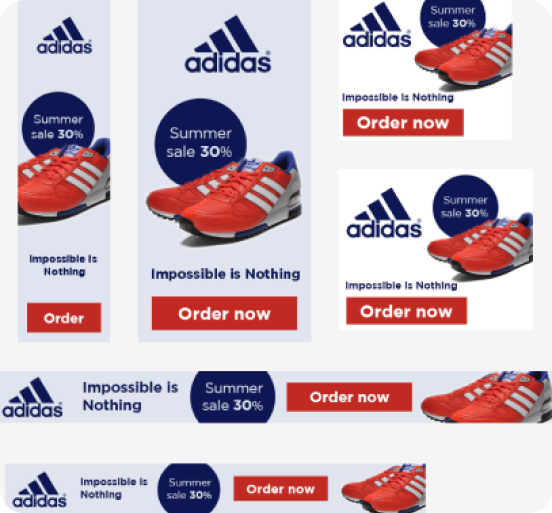 adidas
Summer
sale 30%
Impossible is
Nothing
Order
adidas
Summer
sale 30%
Impossible is Nothing
Order now
adidas
Summer
sale 30%
Impossible is Nothing
Order now
adidas
Summer
sale 30%
Impossible is Nothing
Order now
adidas
Impossible is
Nothing
Summer
sale 30%
Order now
adidas
Impossible is
Nothing
Summer
sale 30%
Order now